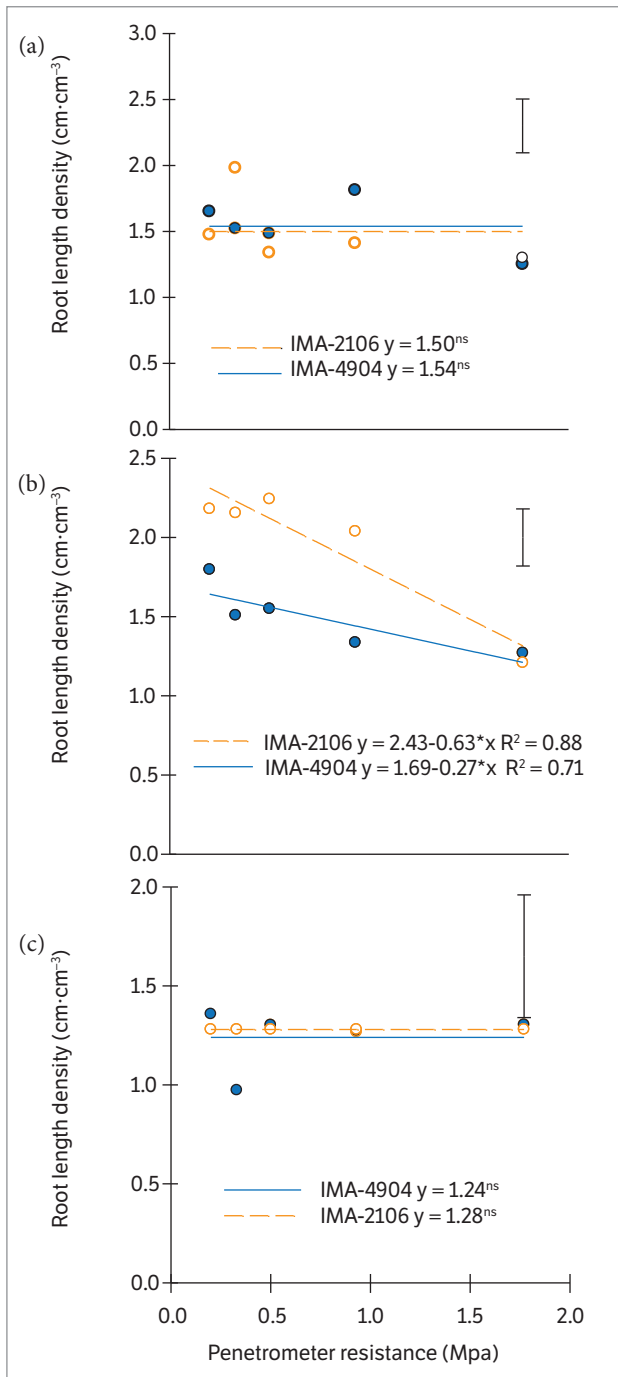 (a)
Root length density (cm·cm⁻³)
3.0
2.5
2.0
1.5
1.0
0.5
0.0
IMA-2106 y = 1.50ⁿˢ
IMA-4904 y = 1.54ⁿˢ
(b)
Root length density (cm·cm⁻³)
2.5
2.0
1.5
1.0
0.5
0.0
IMA-2106 y = 2.43-0.63*x R² = 0.88
IMA-4904 y = 1.69-0.27*x R² = 0.71
(c)
Root length density (cm·cm⁻³)
2.0
1.5
1.0
0.5
0.0
IMA-4904 y = 1.24ⁿˢ
IMA-2106 y = 1.28ⁿˢ
0.0 0.5 1.0 1.5 2.0
Penetrometer resistance (Mpa)